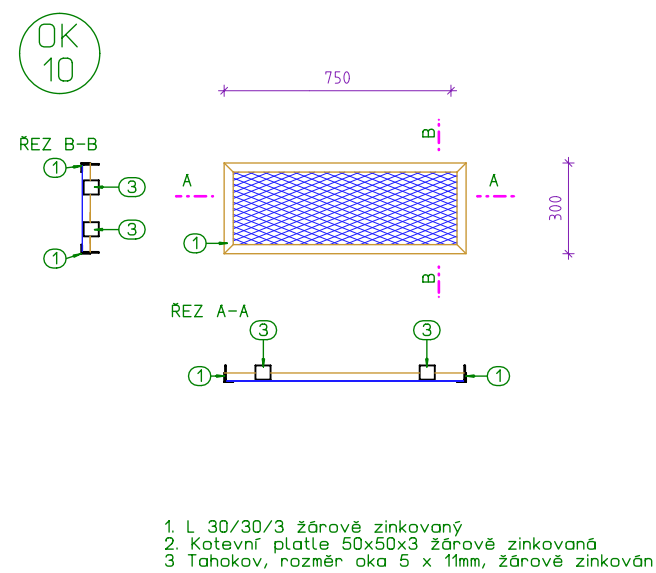 OK
10
750
ŘEZ B-B
B
1
3
A
A
300
3
1
1
B
ŘEZ A-A
3
3
1
1
1. L 30/30/3 žárově zinkovaný
2. Kotevní platle 50x50x3 žárově zinkovaná
3 Tahokov, rozměr oka 5 x 11mm, žárově zinkován